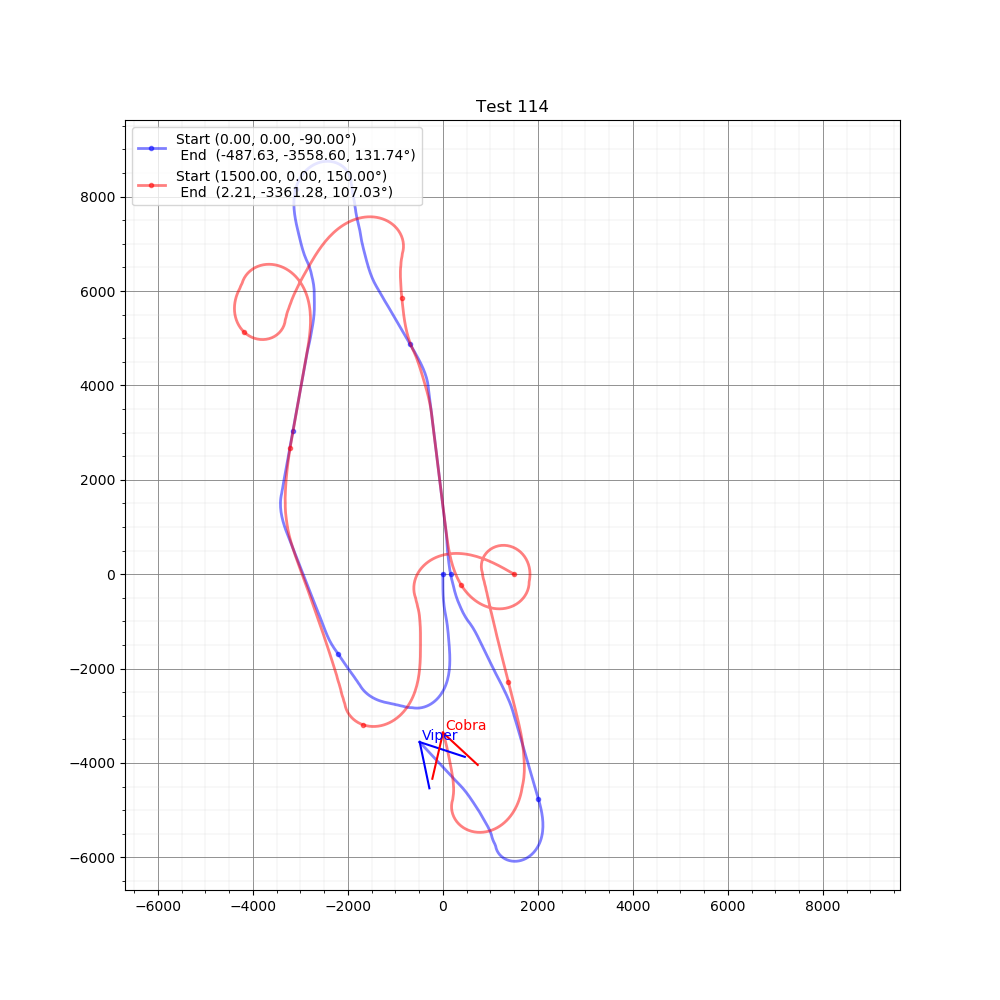 Test 114
Start (0.00, 0.00, -90.00°)
End  (-487.63, -3558.60, 131.74°)
Start (1500.00, 0.00, 150.00°)
End  (2.21, -3361.28, 107.03°)
8000
6000
4000
2000
0
−2000
−4000
−6000
Cobra
Viper
−6000 −4000 −2000 0 2000 4000 6000 8000